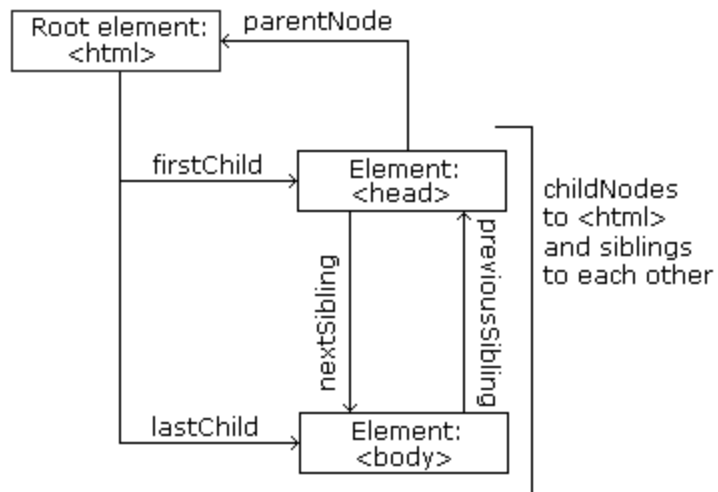 Root element:
<html>
parentNode
firstChild
Element:
<head>
childNodes
to <html>
and siblings
to each other
nextSibling
previousSibling
lastChild
Element:
<body>